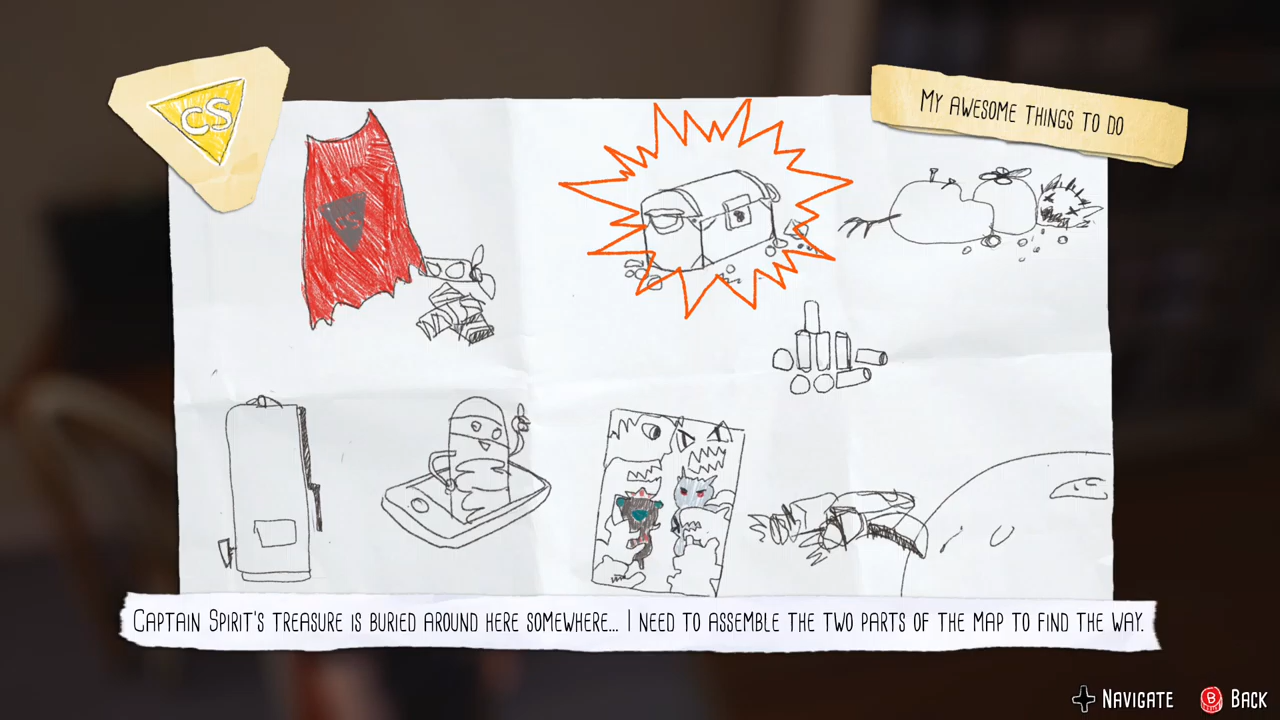 CS
My awesome things to do
Captain Spirit's treasure is buried around here somewhere... I need to assemble the two parts of the map to find the way.
Navigate
B Back